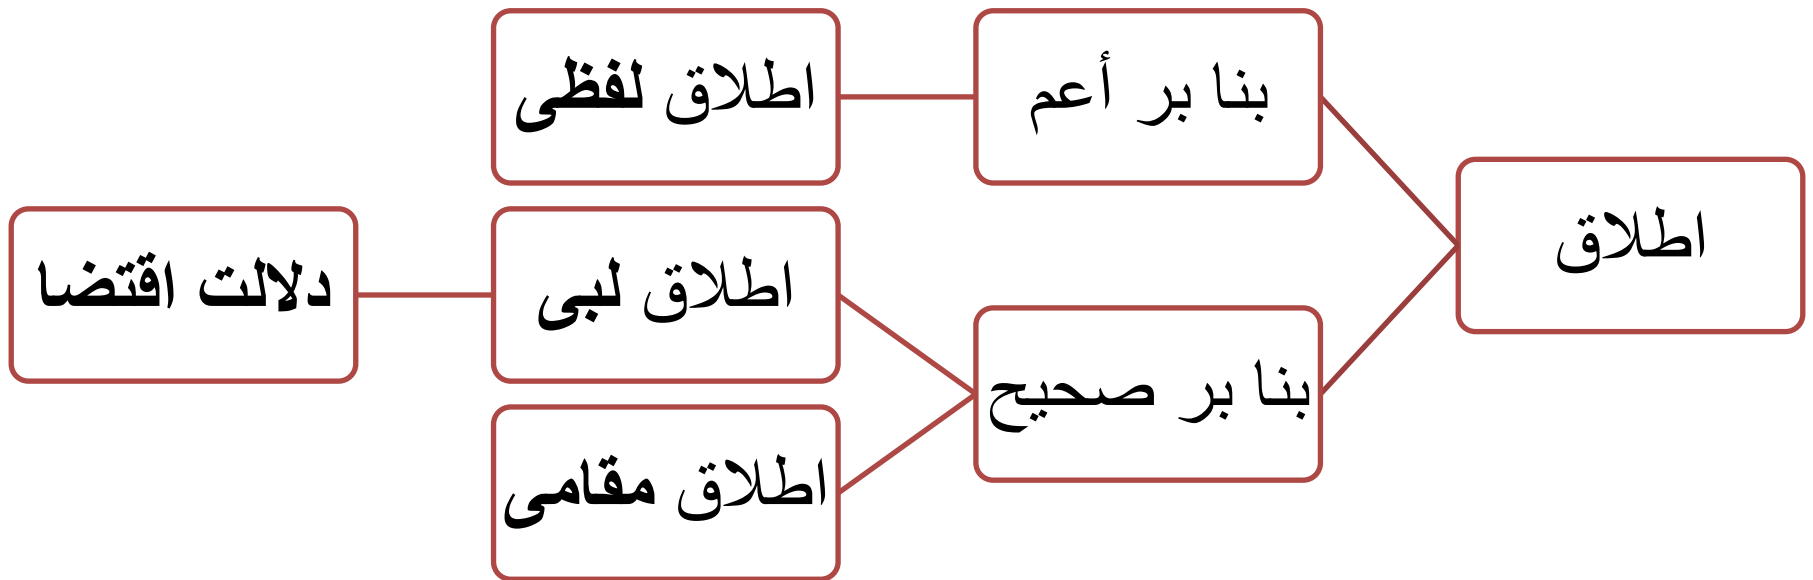 اطلاق
بنا بر أعم
اطلاق لفظی
بنا بر صحیح
اطلاق لبی
دلالت اقتضا
اطلاق مقامی